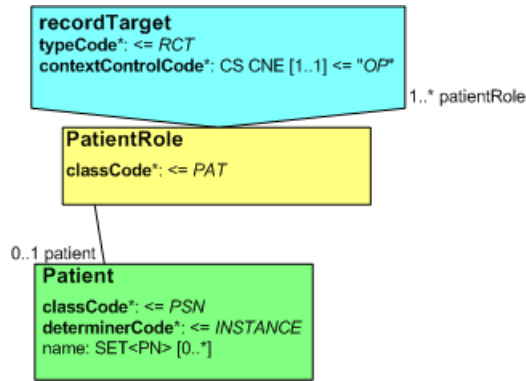 recordTarget
typeCode*: <= RCT
contextControlCode*: CS CNE [1..1] <= "OP"
1..* patientRole
PatientRole
classCode*: <= PAT
0..1 patient
Patient
classCode*: <= PSN
determinerCode*: <= INSTANCE
name: SET<PN> [0..*]